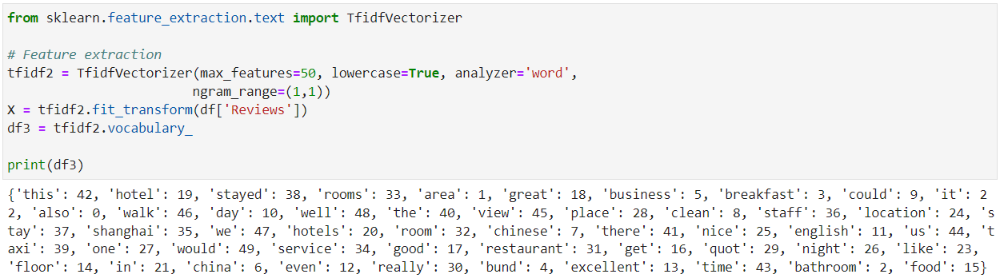 from sklearn.feature_extraction.text import TfidfVectorizer
# Feature extraction
tfidf2 = TfidfVectorizer(max_features=50, lowercase=True, analyzer='word',
ngram_range=(1,1))
X = tfidf2.fit_transform(df['Reviews'])
df3 = tfidf2.vocabulary_
print(df3)
{'this': 42, 'hotel': 19, 'stayed': 38, 'rooms': 33, 'area': 1, 'great': 18, 'business': 5, 'breakfast': 3, 'could': 9, 'it': 2
2, 'also': 0, 'walk': 46, 'day': 10, 'well': 48, 'the': 40, 'view': 45, 'place': 28, 'clean': 8, 'staff': 36, 'location': 24, 's
tay': 37, 'shanghai': 35, 'we': 47, 'hotels': 20, 'room': 32, 'chinese': 7, 'there': 41, 'nice': 25, 'english': 11, 'us': 44, 't
axi': 39, 'one': 27, 'would': 49, 'service': 34, 'good': 17, 'restaurant': 31, 'get': 16, 'quot': 29, 'night': 26, 'like': 23,
'floor': 14, 'in': 21, 'china': 6, 'even': 12, 'really': 30, 'bund': 4, 'excellent': 13, 'time': 43, 'bathroom': 2, 'food': 15}